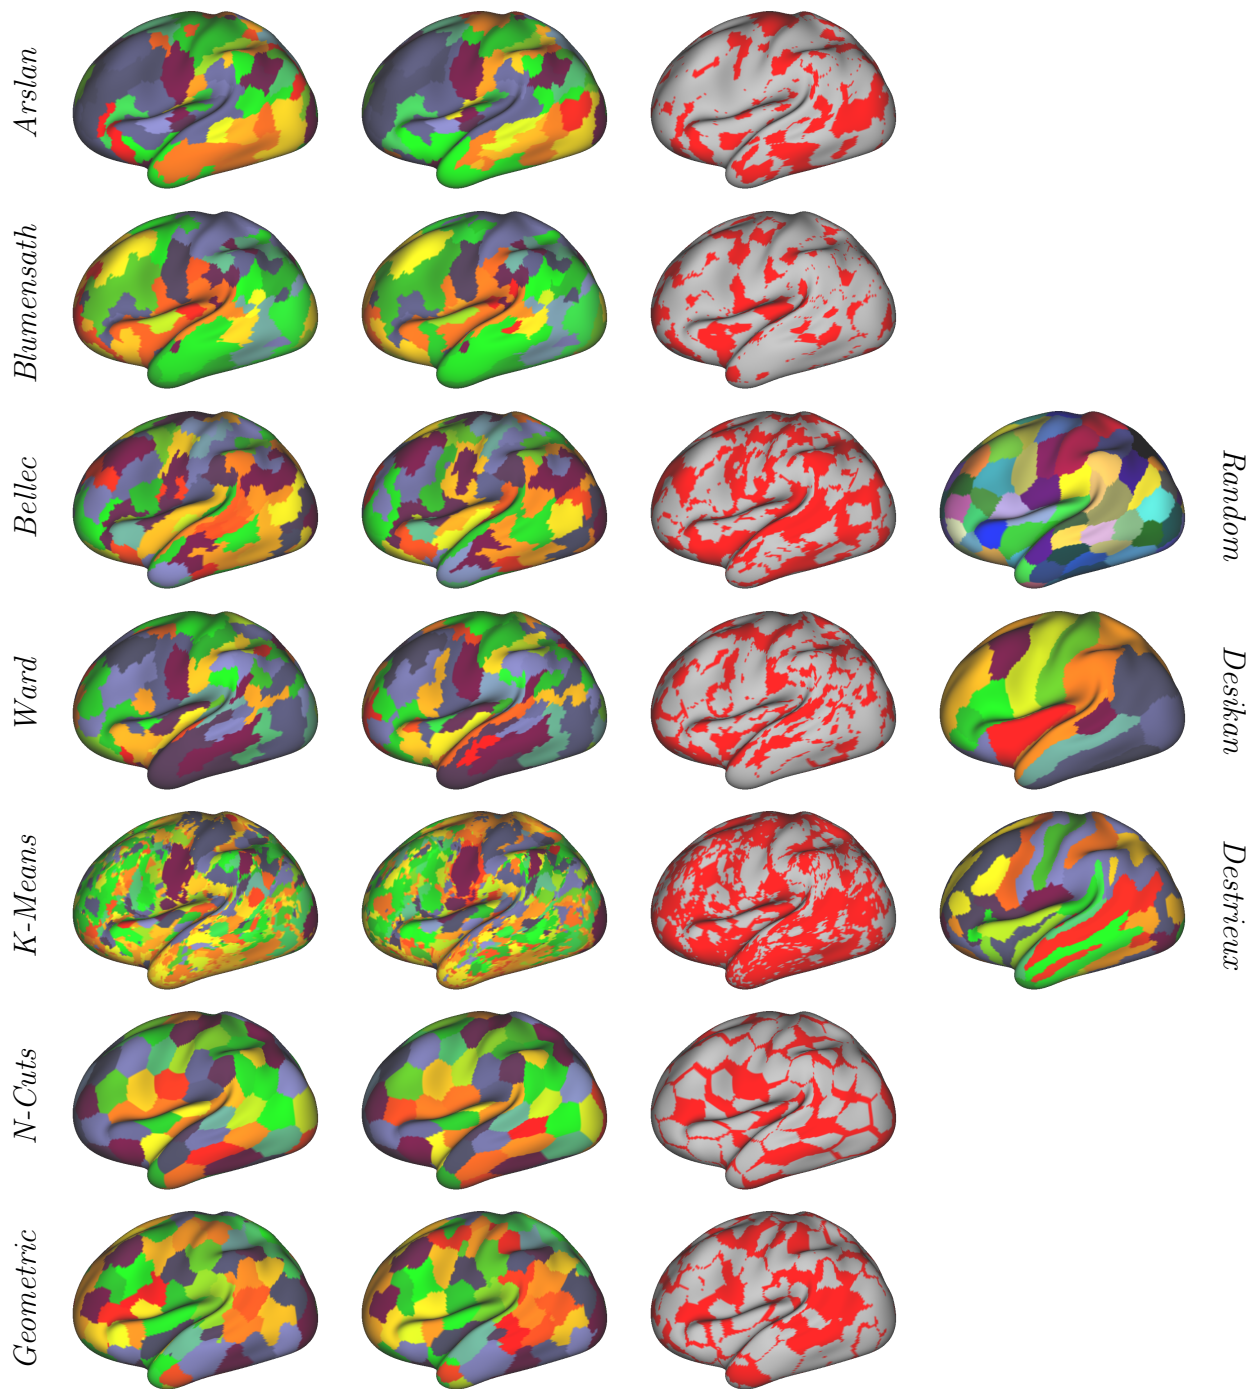 Arslan
Blumensath
Bellec
Ward
K-Means
N-Cuts
Geometric
Random
Desikan
Destrieux